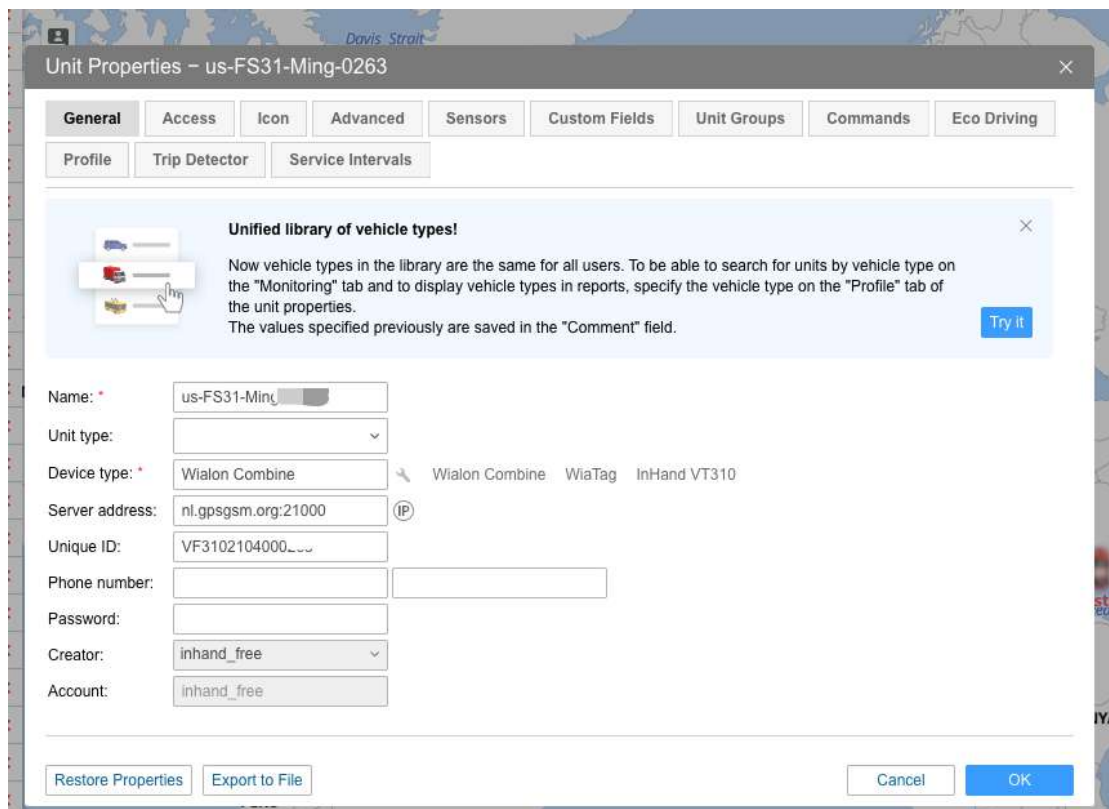 Davis Strait
Unit Properties – us-FS31-Ming-0263
General Access Icon Advanced Sensors Custom Fields Unit Groups Commands Eco Driving
Profile Trip Detector Service Intervals
Unified library of vehicle types!
Now vehicle types in the library are the same for all users. To be able to search for units by vehicle type on
the "Monitoring" tab and to display vehicle types in reports, specify the vehicle type on the "Profile" tab of
the unit properties.
The values specified previously are saved in the "Comment" field.
Try it
Name: * us-FS31-Ming
Unit type:
Device type: * Wialon Combine Wialon Combine WiaTag InHand VT310
Server address: nl.gpsgsm.org:21000 IP
Unique ID:
Phone number:
Password:
Creator: inhand_free
Account: inhand_free
Restore Properties Export to File Cancel OK